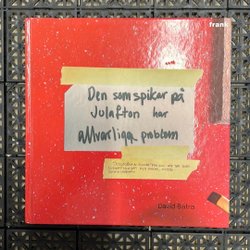 frank
Den som spikar på
Julafton har
allvarliga problem
David Batra